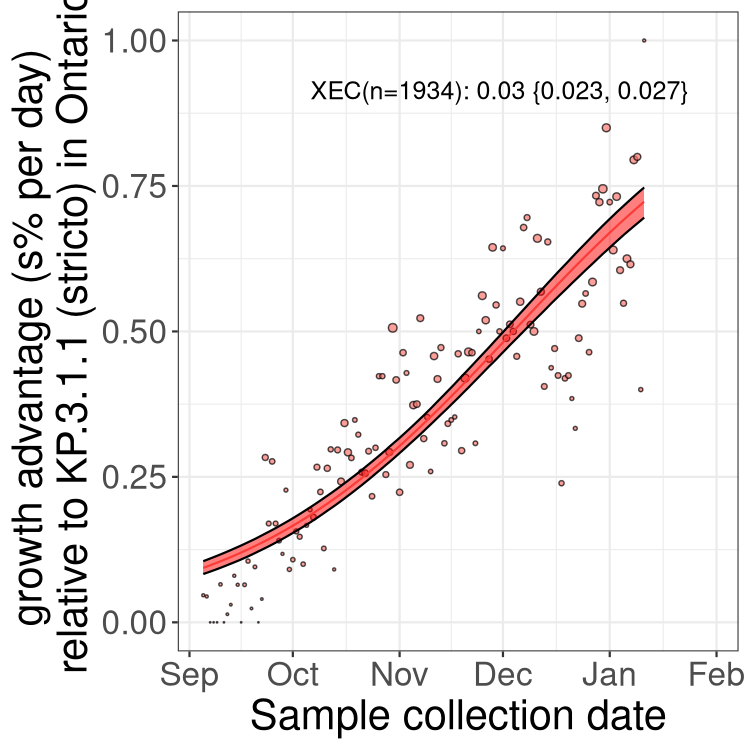 growth advantage (s% per day)
relative to KP.3.1.1 (stricto) in Ontario
1.00
0.75
0.50
0.25
0.00
XEC(n=1934): 0.03 {0.023, 0.027}
Sep Oct Nov Dec Jan Feb
Sample collection date